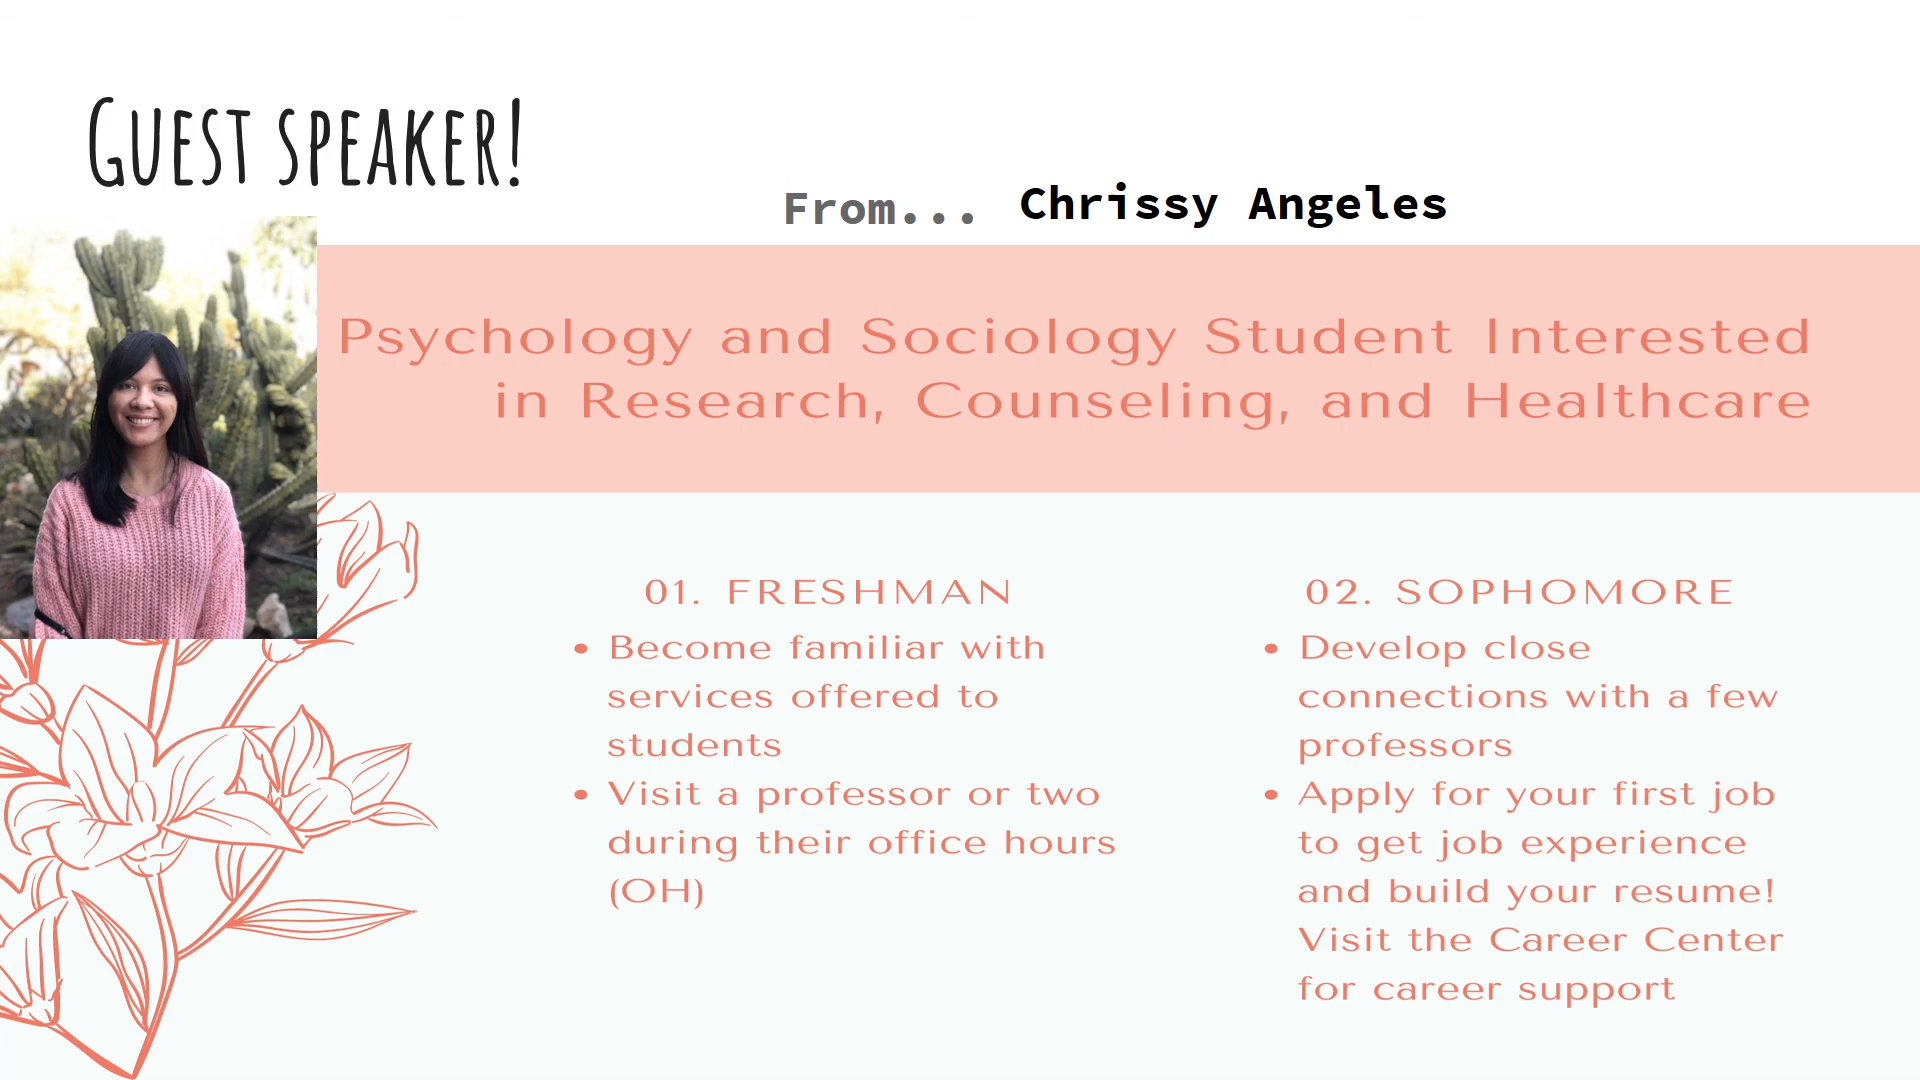 Guest speaker!
From... Chrissy Angeles
Psychology and Sociology Student Interested
in Research, Counseling, and Healthcare
01. FRESHMAN
• Become familiar with
services offered to
students
• Visit a professor or two
during their office hours
(OH)
02. SOPHOMORE
• Develop close
connections with a few
professors
• Apply for your first job
to get job experience
and build your resume!
Visit the Career Center
for career support